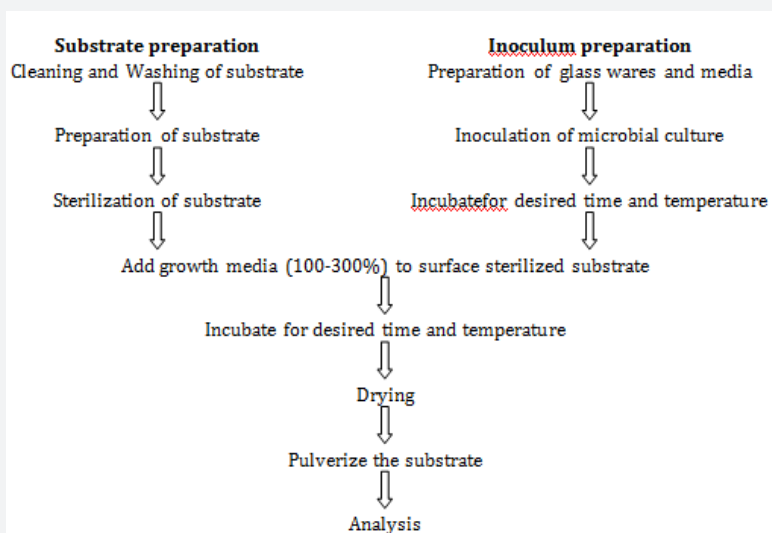 Substrate preparation
Cleaning and Washing of substrate
Preparation of substrate
Sterilization of substrate
Inoculum preparation
Preparation of glass wares and media
Inoculation of microbial culture
Incubatefor desired time and temperature
Add growth media (100-300%) to surface sterilized substrate
Incubate for desired time and temperature
Drying
Pulverize the substrate
Analysis